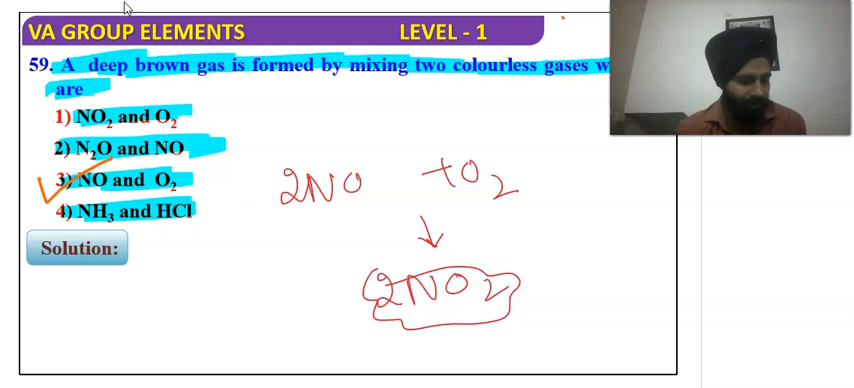 VA GROUP ELEMENTS LEVEL - 1
59. A deep brown gas is formed by mixing two colourless gases
are
1) NO₂ and O₂
2) N₂O and NO
3) NO and O₂
4) NH₃ and HCl
Solution:
2NO + O₂
↓
2NO₂